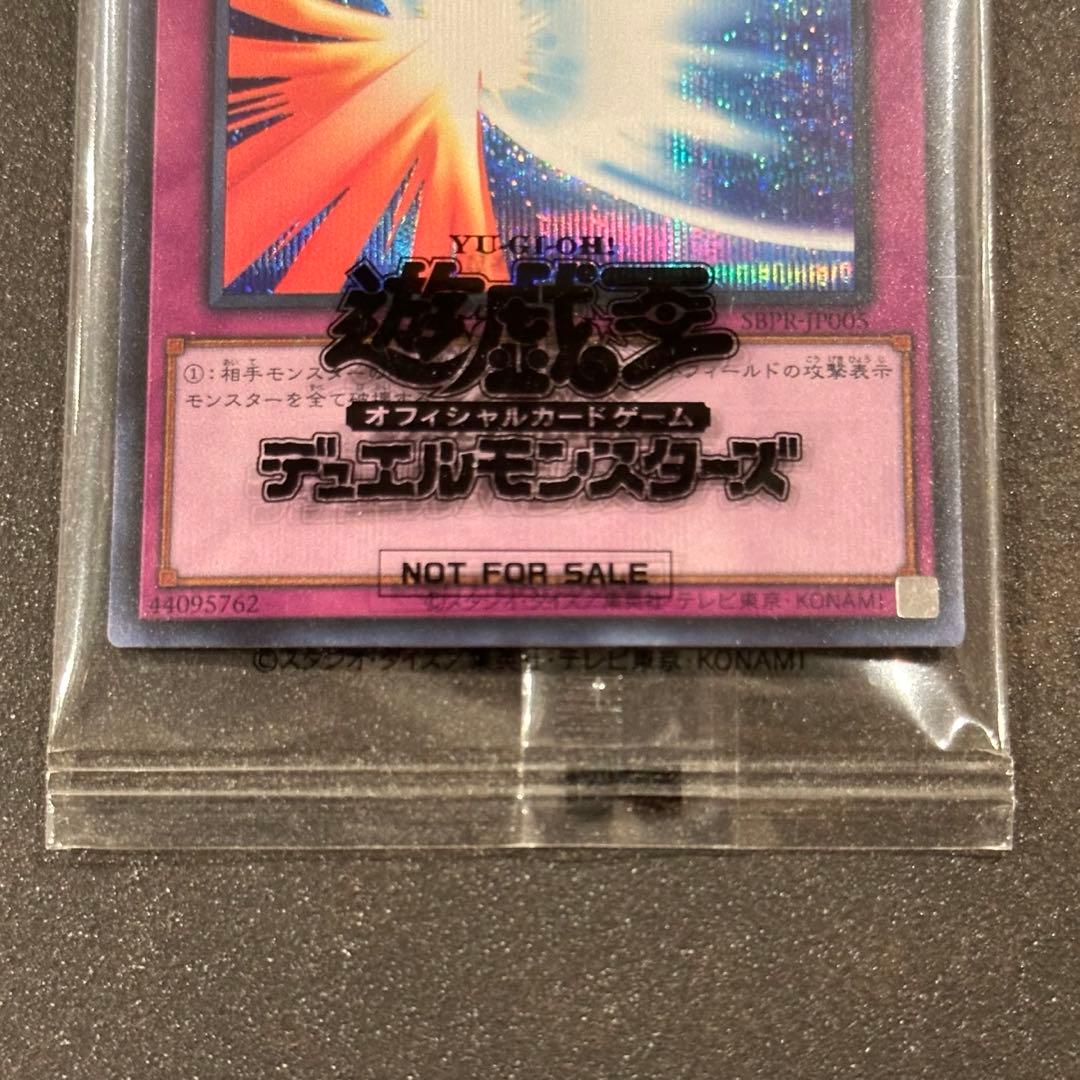 YU-GI-OH!
遊戯王
SBPR-JP005
①：相手モンスターの フィールドの攻撃表示
モンスターを全て破壊する
オフィシャルカードゲーム
デュエルモンスターズ
NOT FOR SALE
44095762
©スタジオ・ダイス／集英社・テレビ東京・KONAMI
©スタジオ・ダイス／集英社・テレビ東京・KONAMI